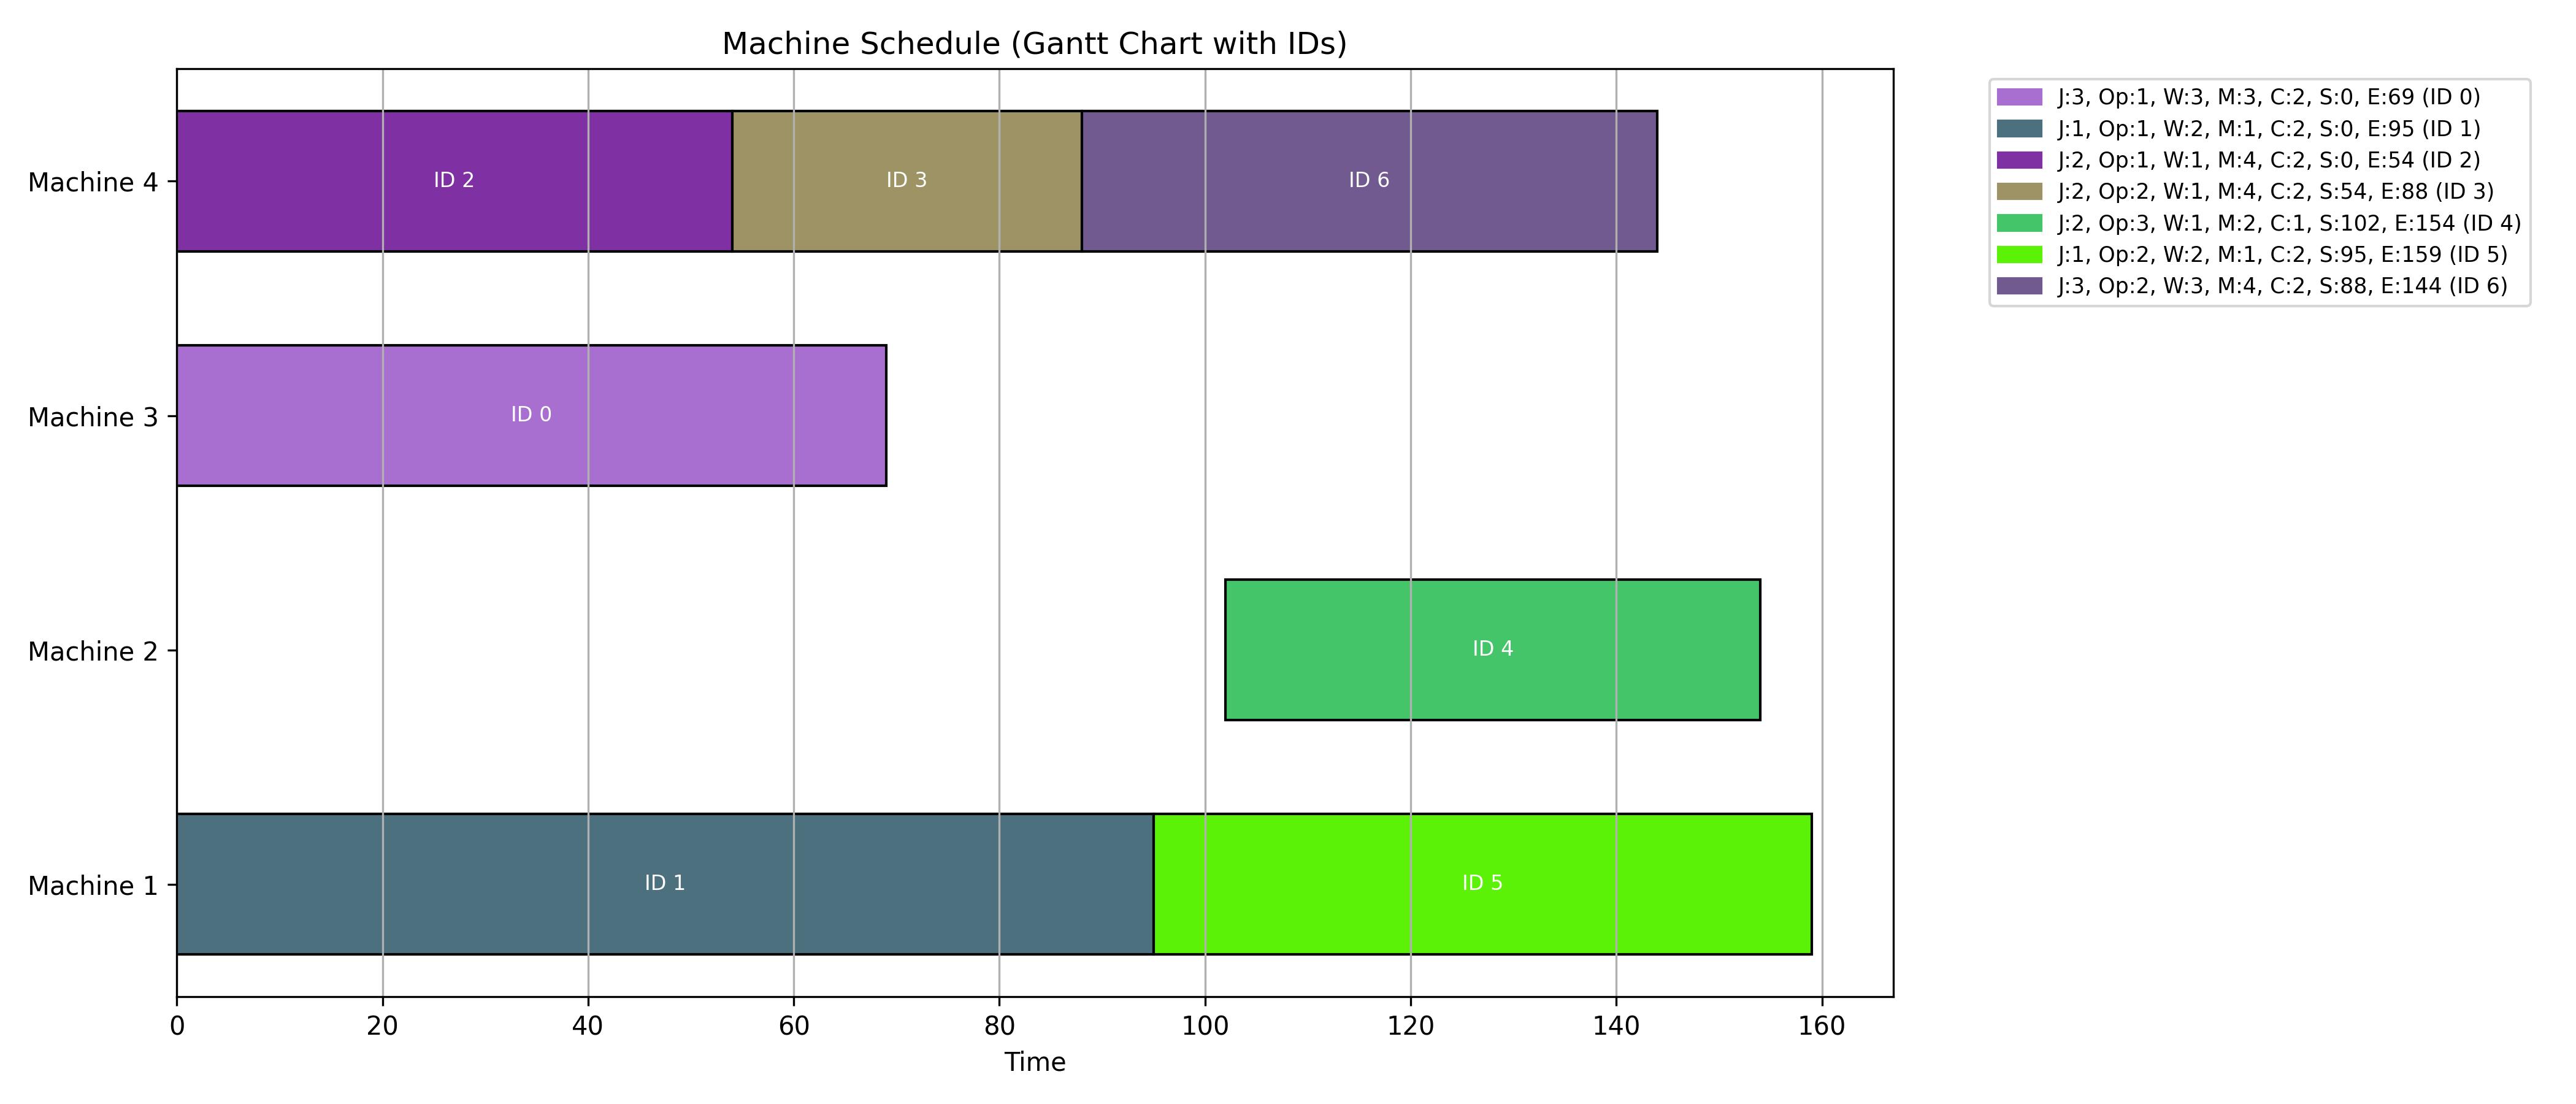 Machine Schedule (Gantt Chart with IDs)
J:3, Op:1, W:3, M:3, C:2, S:0, E:69 (ID 0)
J:1, Op:1, W:2, M:1, C:2, S:0, E:95 (ID 1)
J:2, Op:1, W:1, M:4, C:2, S:0, E:54 (ID 2)
J:2, Op:2, W:1, M:4, C:2, S:54, E:88 (ID 3)
J:2, Op:3, W:1, M:2, C:1, S:102, E:154 (ID 4)
J:1, Op:2, W:2, M:1, C:2, S:95, E:159 (ID 5)
J:3, Op:2, W:3, M:4, C:2, S:88, E:144 (ID 6)
Machine 4
ID 2
ID 3
ID 6
Machine 3
ID 0
Machine 2
ID 4
Machine 1
ID 1
ID 5
0 20 40 60 80 100 120 140 160
Time